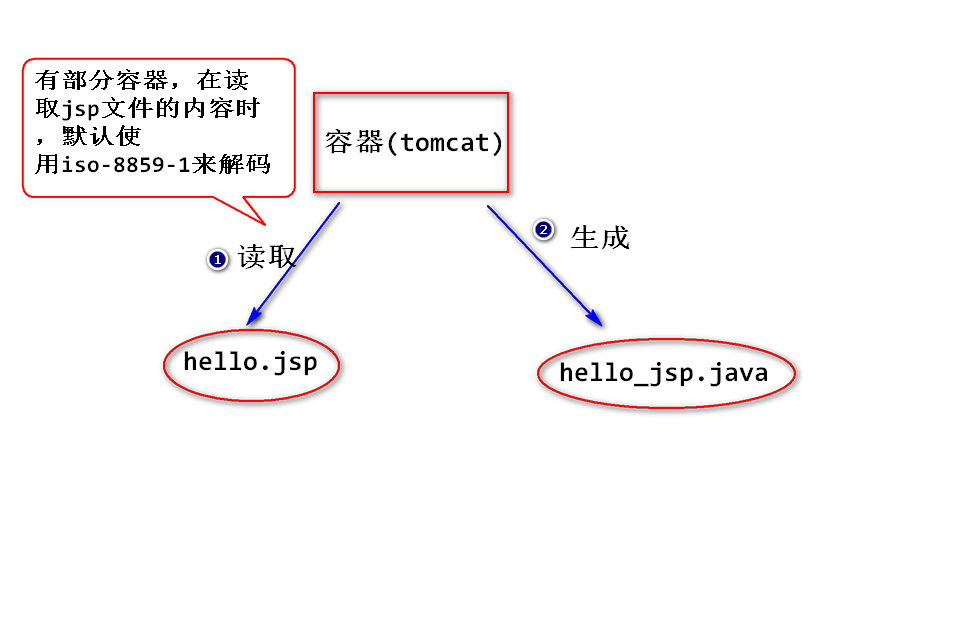 有部分容器，在读
取jsp文件的内容时
，默认使
用iso-8859-1来解码
容器(tomcat)
1 读取
2 生成
hello.jsp
hello_jsp.java